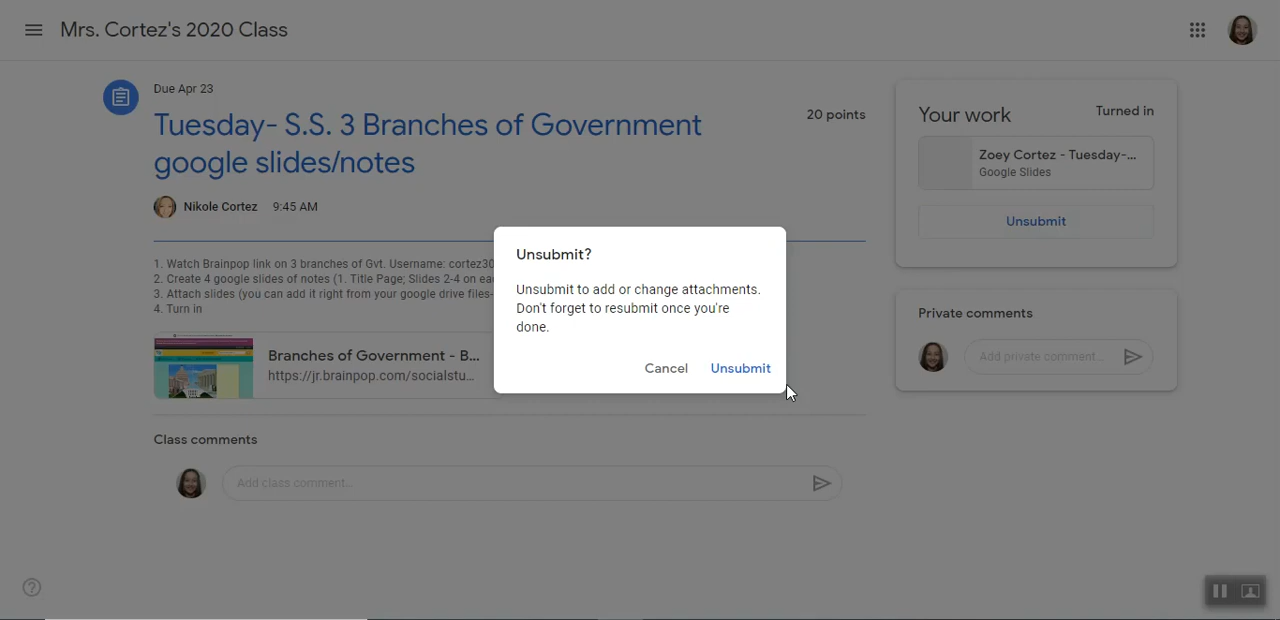 Mrs. Cortez's 2020 Class
Due Apr 23
Tuesday- S.S. 3 Branches of Government
google slides/notes
20 points
Nikole Cortez 9:45 AM
1. Watch Brainpop link on 3 branches of Gvt. Username: cortez30
2. Create 4 google slides of notes (1. Title Page; Slides 2-4 on ea
3. Attach slides (you can add it right from your google drive files-
4. Turn in
Branches of Government - B...
https://jr.brainpop.com/socialstu...
Class comments
Add class comment...
Unsubmit?
Unsubmit to add or change attachments.
Don't forget to resubmit once you're
done.
Cancel Unsubmit
Your work Turned in
Zoey Cortez - Tuesday-...
Google Slides
Unsubmit
Private comments
Add private comment...